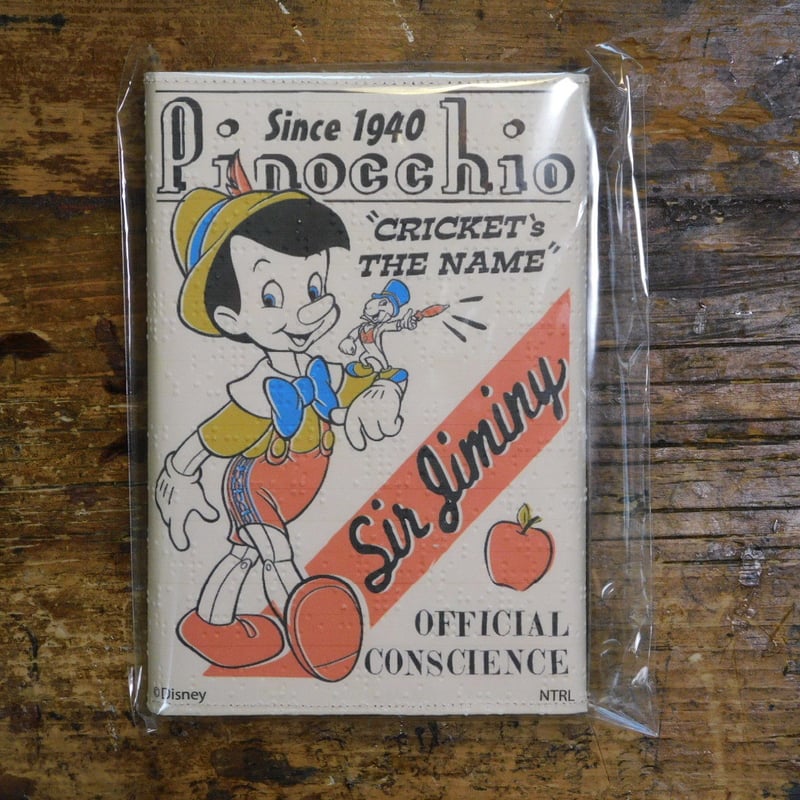 Since 1940
Pinocchio
"CRICKET's
THE NAME"
Sir Jiminy
OFFICIAL
CONSCIENCE
©Disney
NTRL